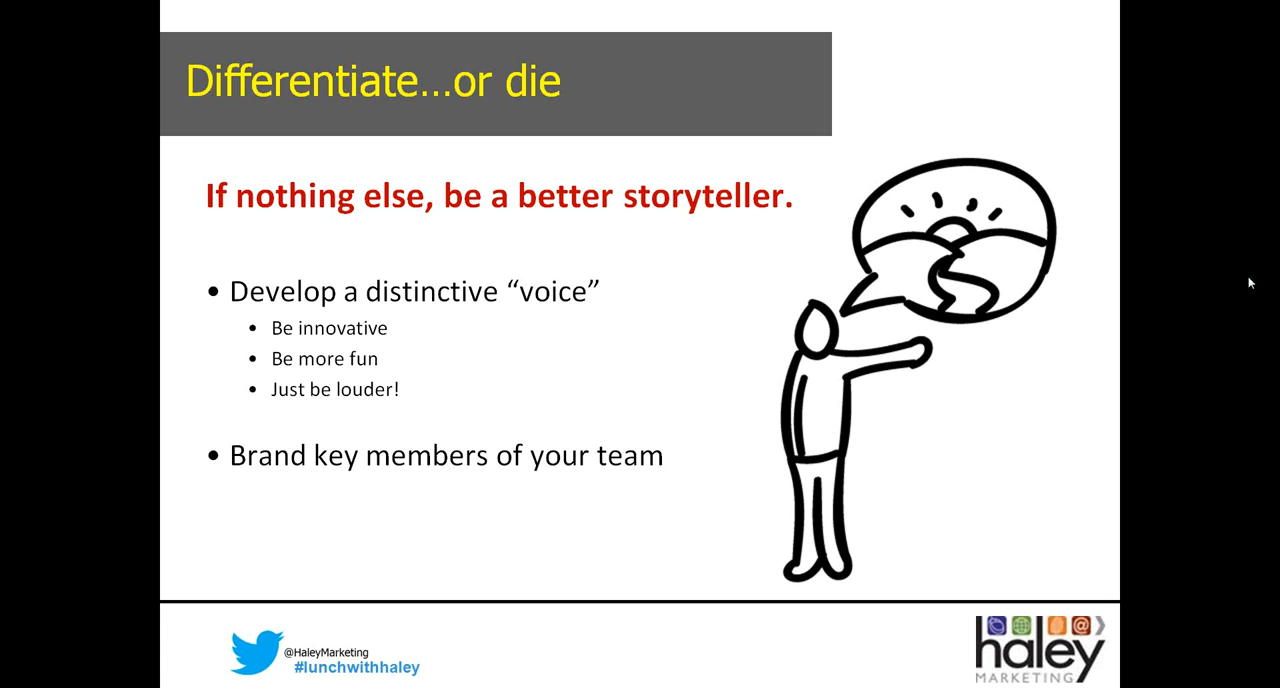 Differentiate...or die
If nothing else, be a better storyteller.
• Develop a distinctive “voice”
• Be innovative
• Be more fun
• Just be louder!
• Brand key members of your team
@HaleyMarketing
#lunchwithhaley
@
haley
MARKETING